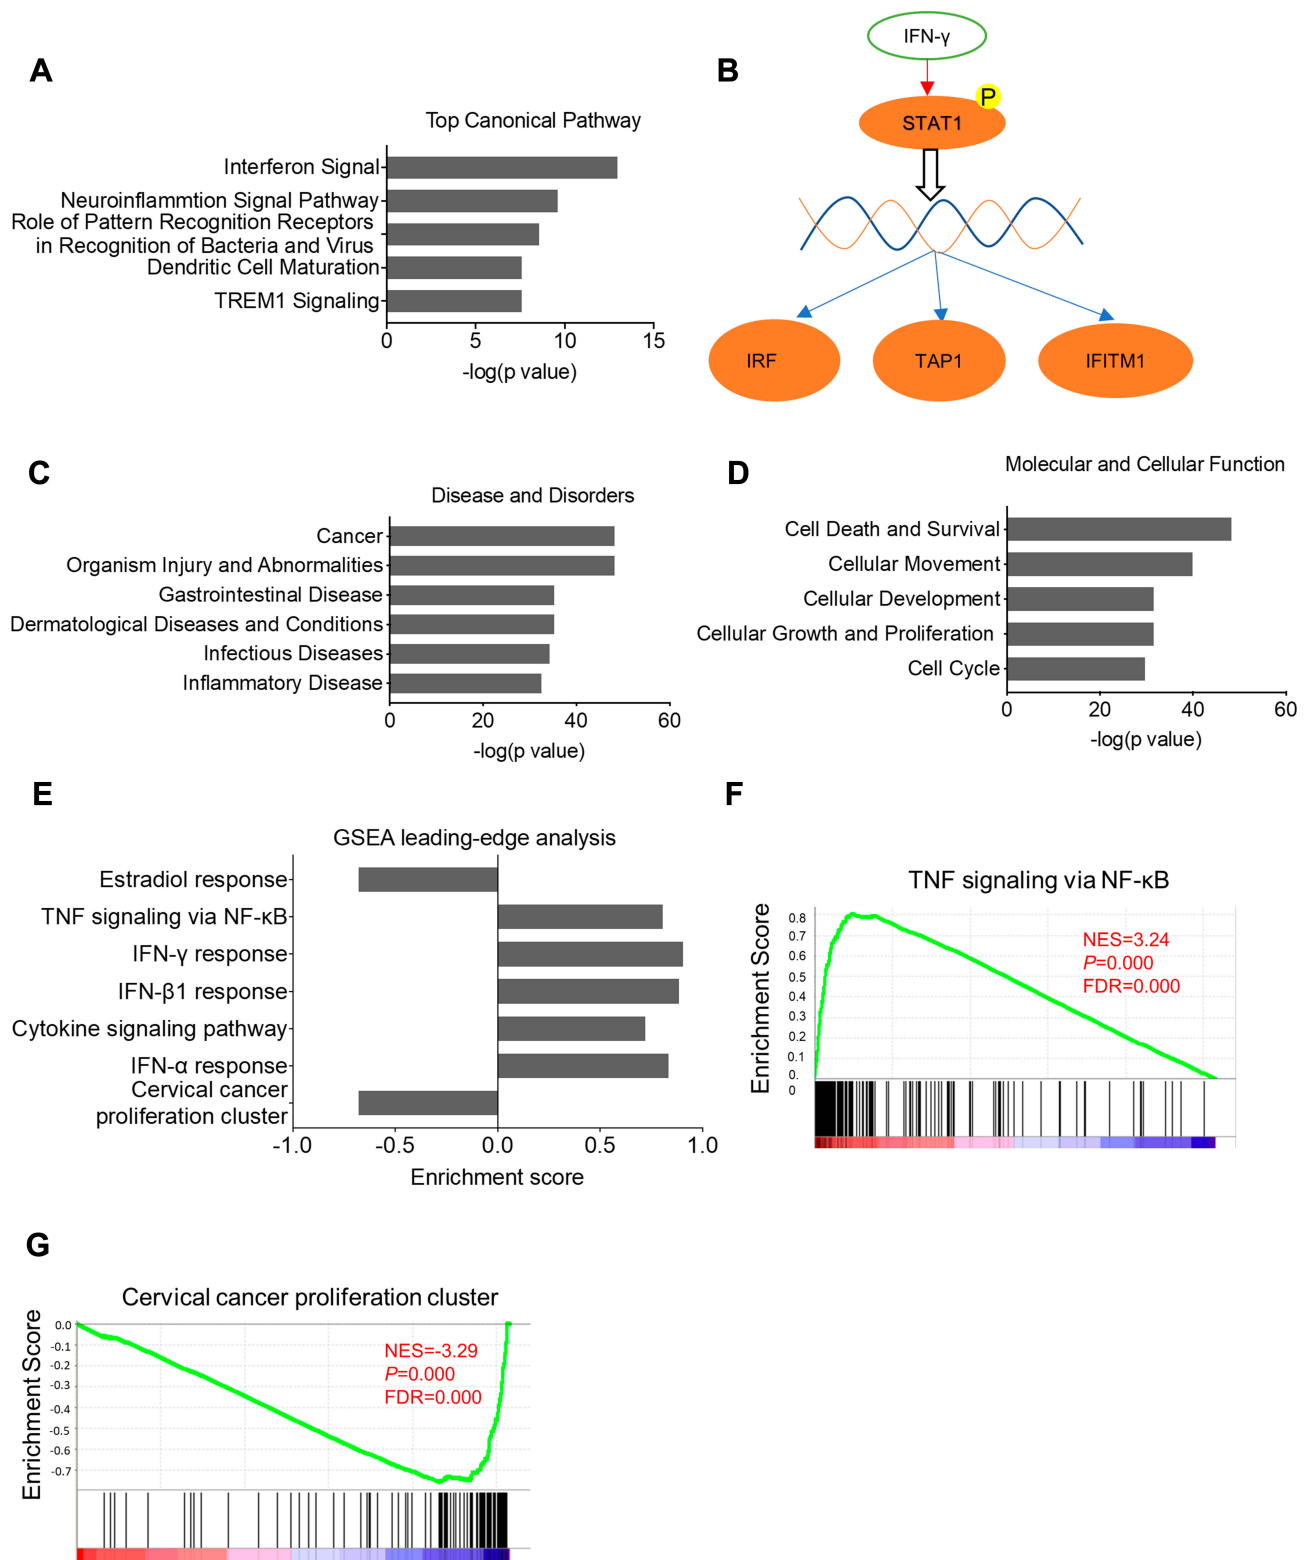 A
Top Canonical Pathway
Interferon Signal
Neuroinflammtion Signal Pathway
Role of Pattern Recognition Receptors
in Recognition of Bacteria and Virus
Dendritic Cell Maturation
TREM1 Signaling
0 5 10 15
-log(p value)
B
IFN-γ
P
STAT1
IRF TAP1 IFITM1
C
Disease and Disorders
Cancer
Organism Injury and Abnormalities
Gastrointestinal Disease
Dermatological Diseases and Conditions
Infectious Diseases
Inflammatory Disease
0 20 40 60
-log(p value)
D
Molecular and Cellular Function
Cell Death and Survival
Cellular Movement
Cellular Development
Cellular Growth and Proliferation
Cell Cycle
0 20 40 60
-log(p value)
E
GSEA leading-edge analysis
Estradiol response
TNF signaling via NF-κB
IFN-γ response
IFN-β1 response
Cytokine signaling pathway
IFN-α response
Cervical cancer
proliferation cluster
-1.0 -0.5 0.0 0.5 1.0
Enrichment score
F
TNF signaling via NF-κB
Enrichment Score
0.8
0.7
0.6
0.5
0.4
0.3
0.2
0.1
0.
0
NES=3.24
P=0.000
FDR=0.000
G
Cervical cancer proliferation cluster
Enrichment Score
0.0
-0.1
-0.2
-0.3
-0.4
-0.5
-0.6
-0.7
NES=-3.29
P=0.000
FDR=0.000